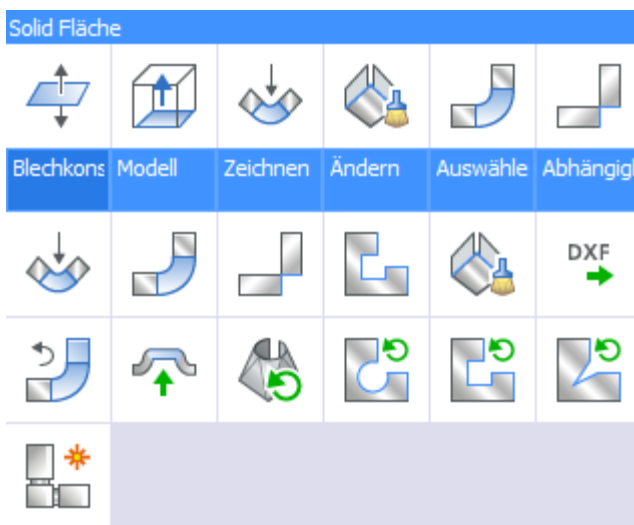 Solid Fläche
Blechkons Modell Zeichnen Ändern Auswähle Abhängigl
DXF